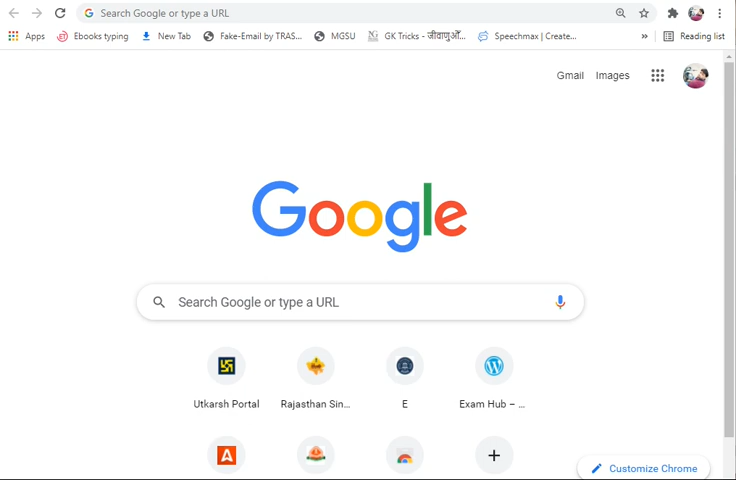 Search Google or type a URL
Apps Ebooks typing New Tab Fake-Email by TRAS... MGSU GK Tricks - जीवाणुओं... Speechmax | Create... » Reading list
Gmail Images
Google
Search Google or type a URL
Utkarsh Portal Rajasthan Sin... E Exam Hub – ...
Customize Chrome